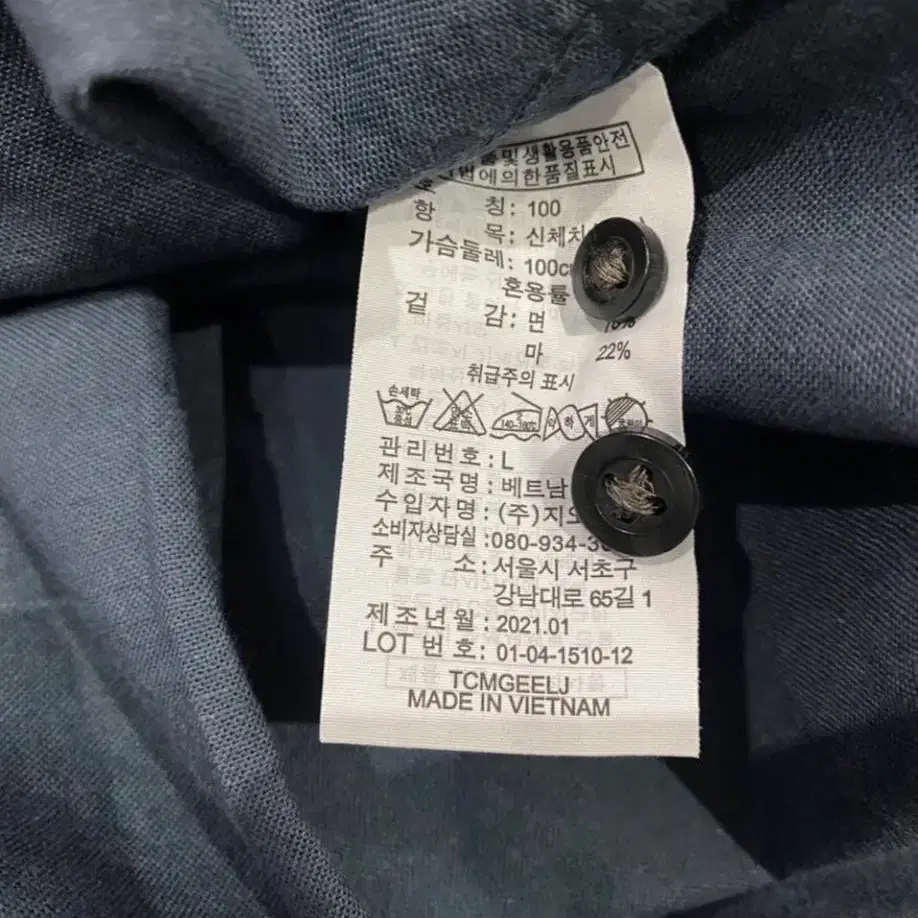 및생활용품안전
법에의한품질표시
호 칭: 100
항 목: 신체치
가슴둘레: 100c
혼용률
겉 감: 면
마 22%
취급주의 표시
손세탁
약하게
관리번호: L
제조국명: 베트남
수입자명: (주)지오
소비자상담실:080-934-3
주 소:서울시 서초구
강남대로 65길 1
제조년월: 2021.01
LOT 번호: 01-04-1510-12
TCMGEELJ
MADE IN VIETNAM